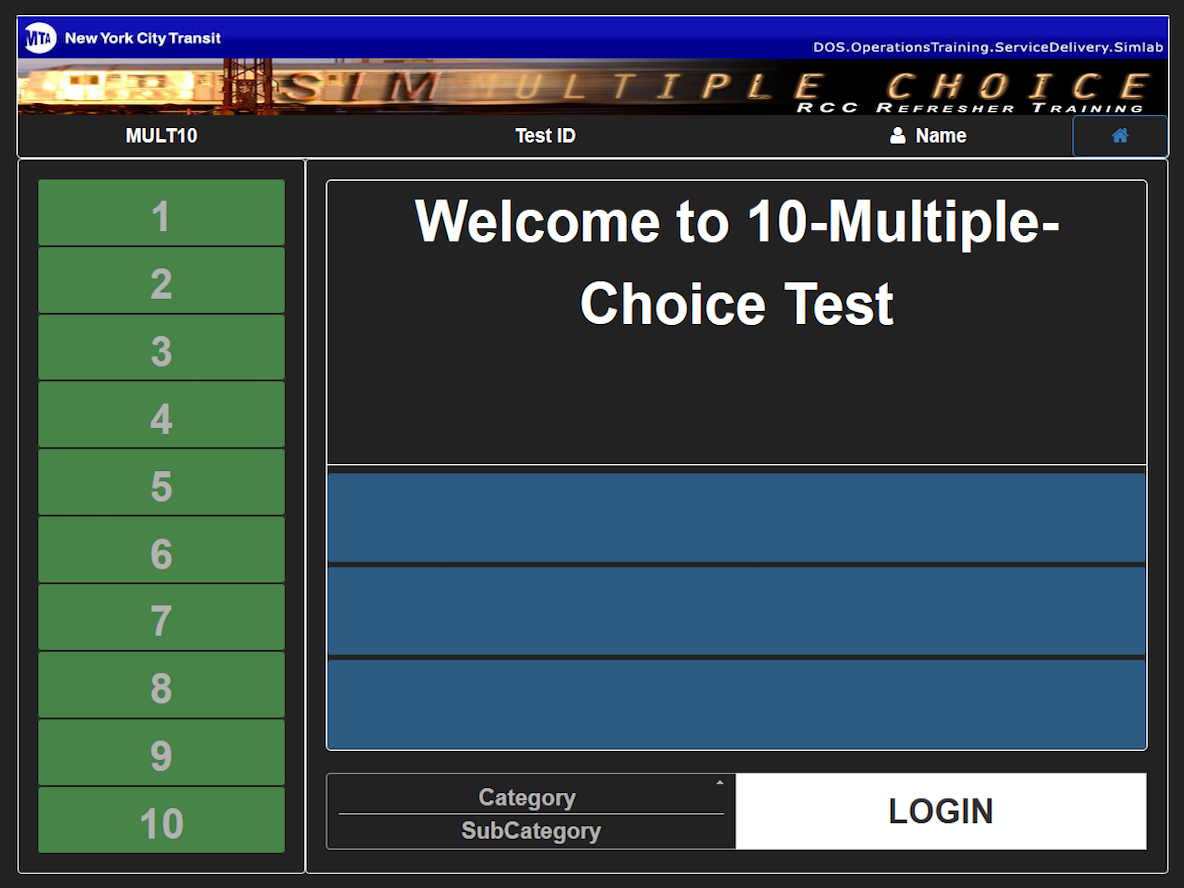 MTA New York City Transit
DOS.OperationsTraining.ServiceDelivery.Simlab
SIM MULTIPLE CHOICE
RCC REFRESHER TRAINING
MULT10 Test ID Name
1
2
3
4
5
6
7
8
9
10
Welcome to 10-Multiple-
Choice Test
Category
SubCategory
LOGIN